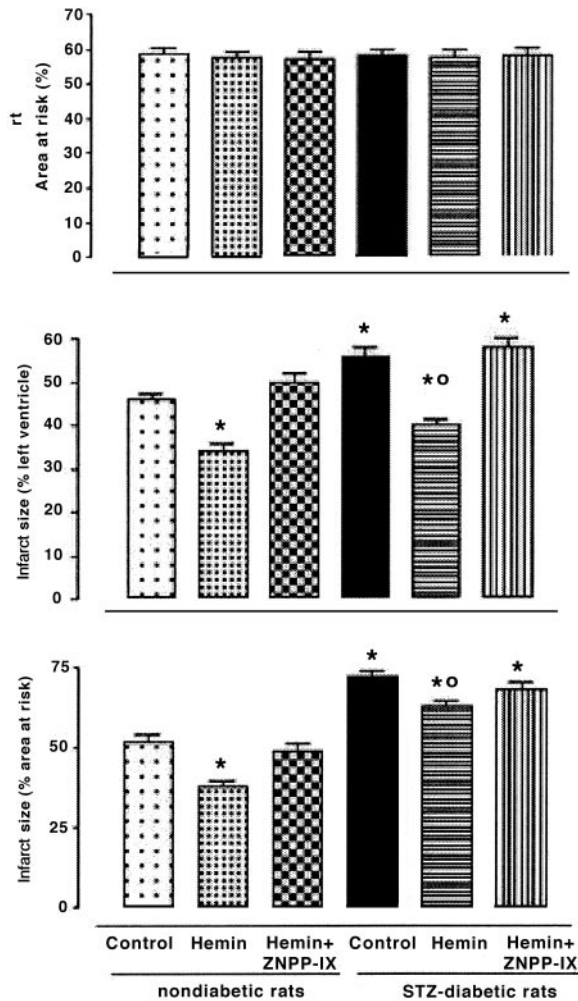 rt
Area at risk (%)
70
60
50
40
30
20
10
0
Infarct size (% left ventricle)
60
50
40
30
20
10
0
*
*
* o
*
Infarct size (% area at risk)
75
50
25
0
*
*
* o
*
Control Hemin Hemin+ Control Hemin Hemin+
ZNPP-IX ZNPP-IX
nondiabetic rats STZ-diabetic rats